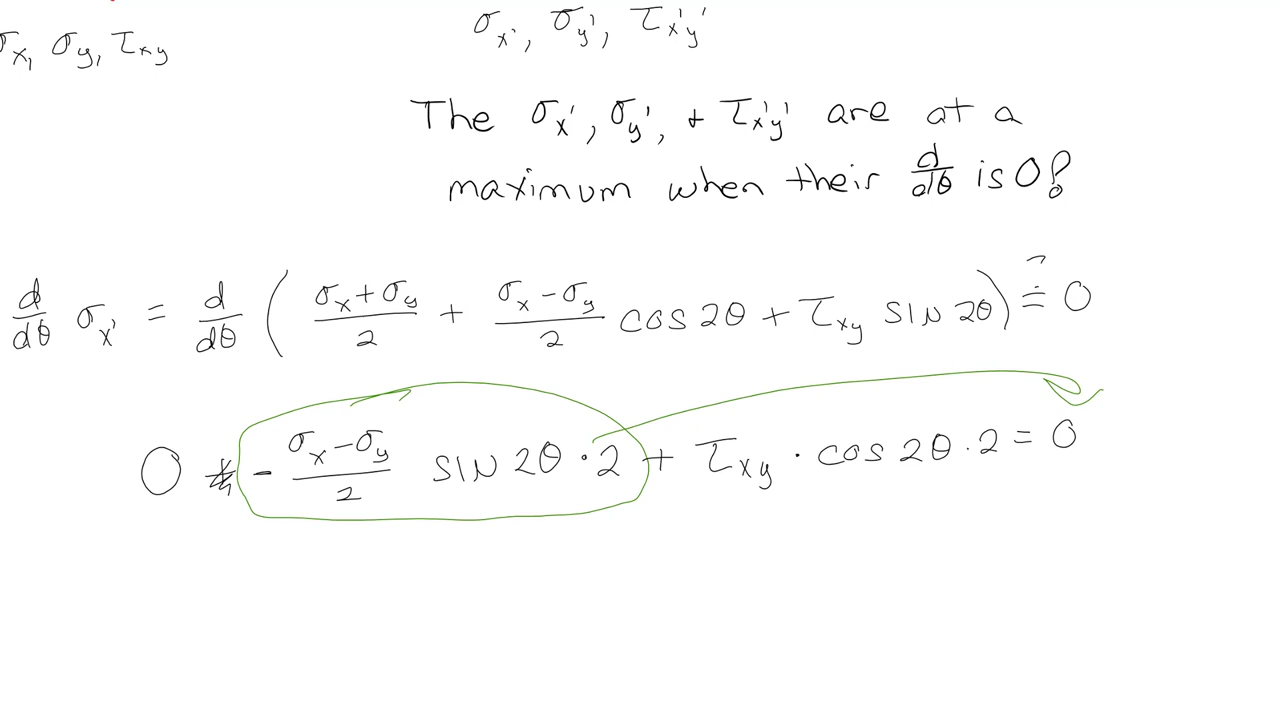 σx, σy, τxy
σx', σy', τx'y'
The σx', σy', + τx'y' are at a
maximum when their d/dθ is 0!
d/dθ σx' = d/dθ ( (σx+σy)/2 + (σx-σy)/2 cos 2θ + τxy SIN 2θ ) = 0
0 - (σx-σy)/2 SIN 2θ · 2 + τxy · cos 2θ · 2 = 0